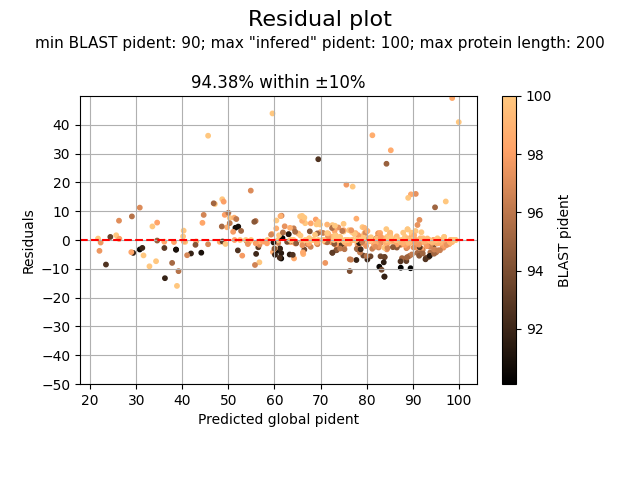 Residual plot
min BLAST pident: 90; max "infered" pident: 100; max protein length: 200
94.38% within ±10%
40
30
20
10
0
−10
−20
−30
−40
−50
Residuals
20 30 40 50 60 70 80 90 100
Predicted global pident
100
98
96
94
92
BLAST pident